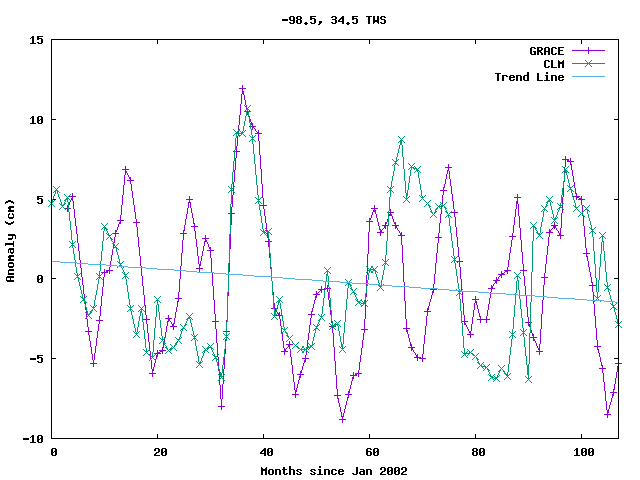 -98.5, 34.5 TWS
GRACE
CLM
Trend Line
15
10
5
0
-5
-10
Anomaly (cm)
0 20 40 60 80 100
Months since Jan 2002